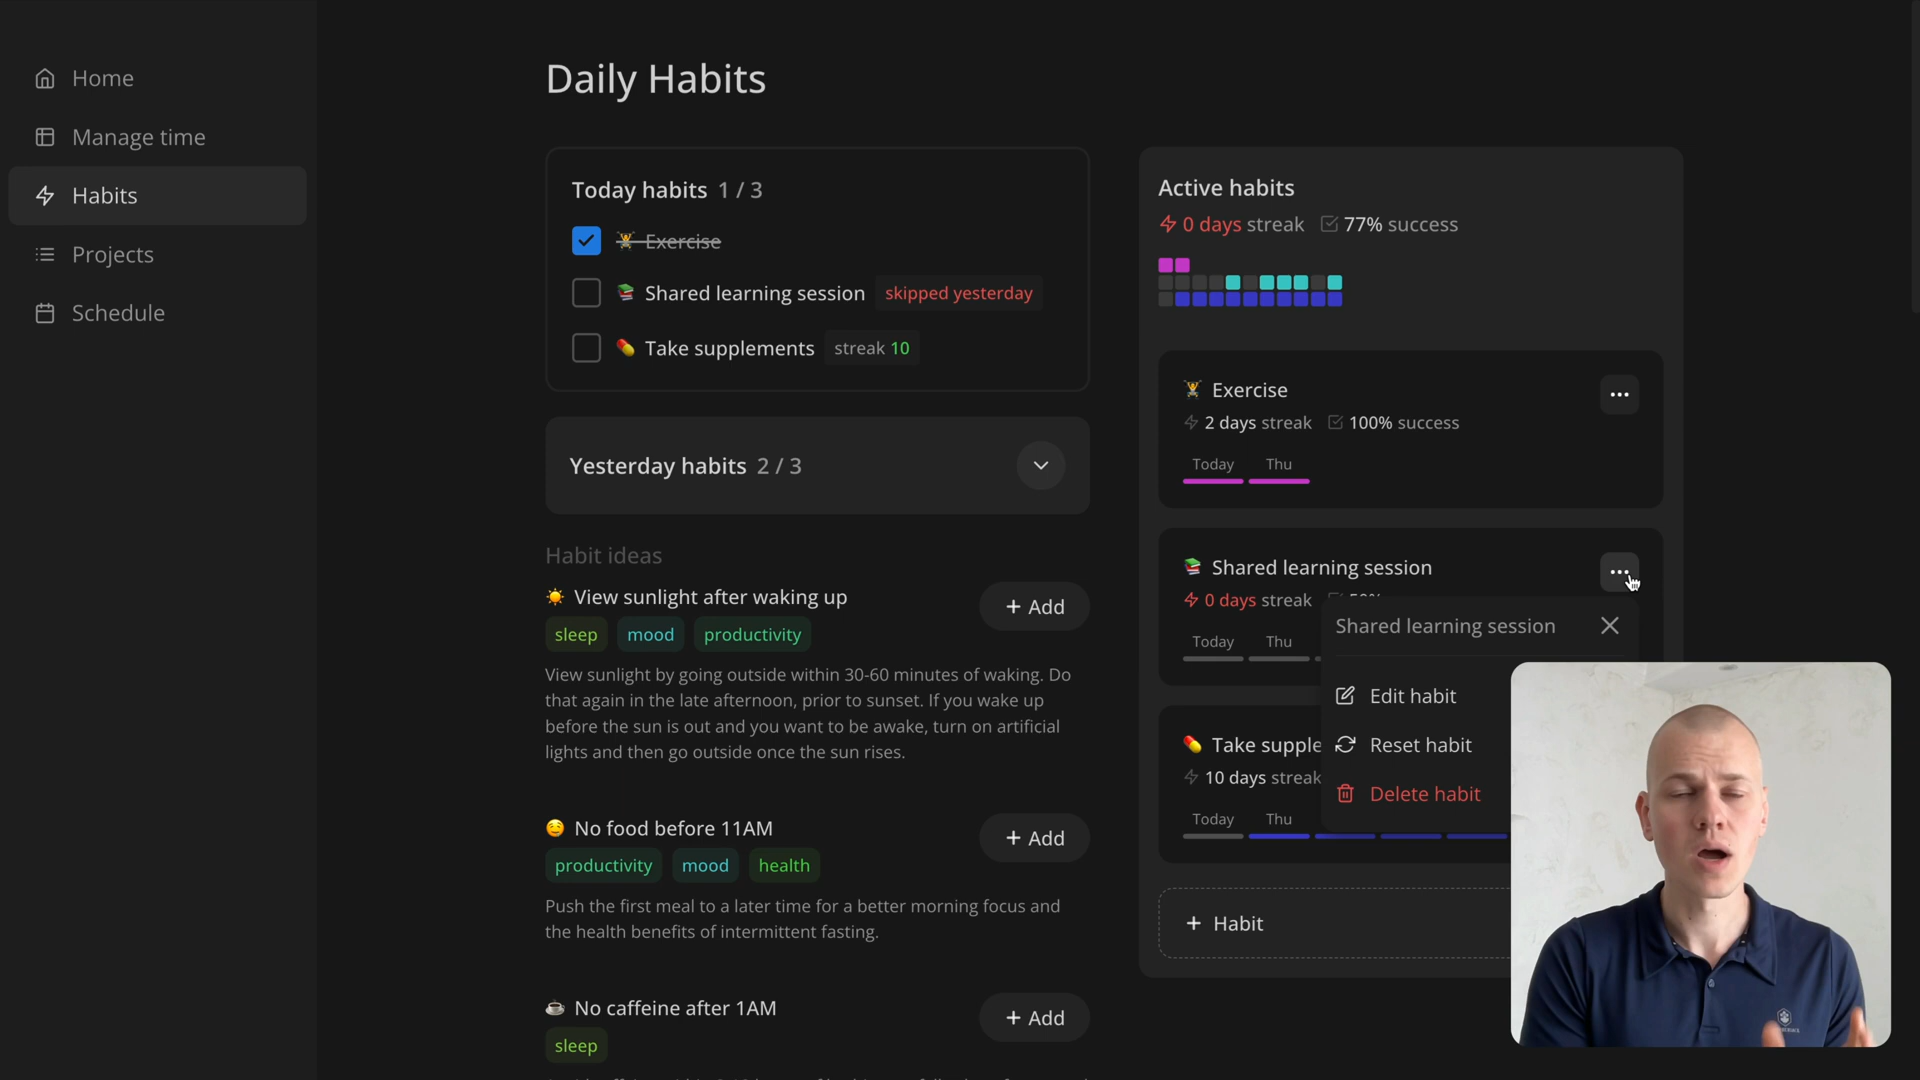 Home
Manage time
Habits
Projects
Schedule
Daily Habits
Today habits 1 / 3
Exercise
Shared learning session skipped yesterday
Take supplements streak 10
Yesterday habits 2 / 3
Habit ideas
View sunlight after waking up
+ Add
sleep mood productivity
View sunlight by going outside within 30-60 minutes of waking. Do
that again in the late afternoon, prior to sunset. If you wake up
before the sun is out and you want to be awake, turn on artificial
lights and then go outside once the sun rises.
No food before 11AM
+ Add
productivity mood health
Push the first meal to a later time for a better morning focus and
the health benefits of intermittent fasting.
No caffeine after 1AM
+ Add
sleep
Active habits
0 days streak 77% success
Exercise
2 days streak 100% success
Today Thu
Shared learning session
0 days streak
Today Thu
Shared learning session
Edit habit
Reset habit
Delete habit
Take supple
10 days streak
Today Thu
+ Habit